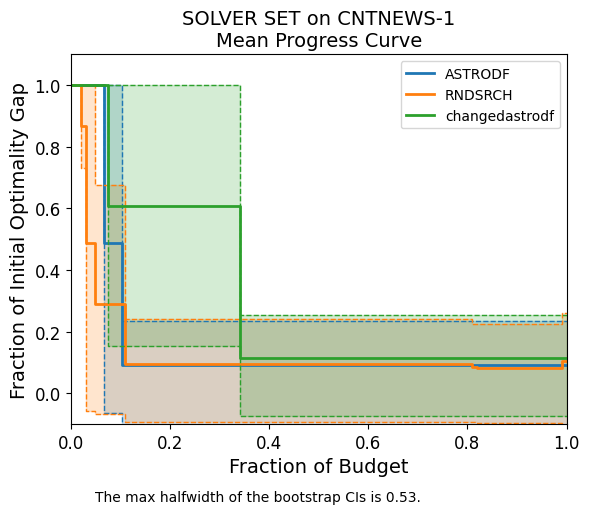 SOLVER SET on CNTNEWS-1
Mean Progress Curve
ASTRODF
RNDSRCH
changedastrodf
Fraction of Initial Optimality Gap
1.0
0.8
0.6
0.4
0.2
0.0
0.0 0.2 0.4 0.6 0.8 1.0
Fraction of Budget
The max halfwidth of the bootstrap CIs is 0.53.